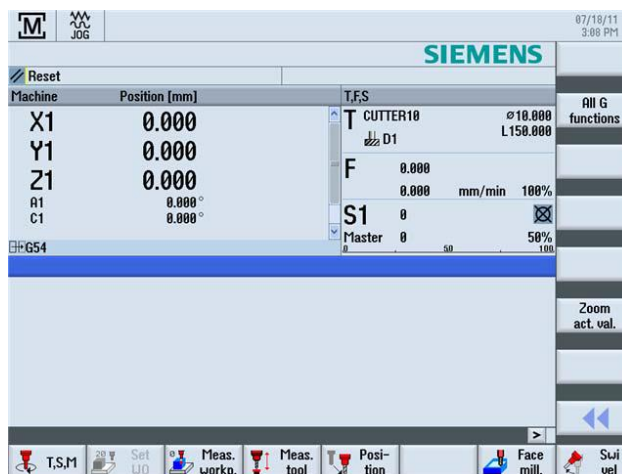 M
JOG
07/18/11
3:08 PM
SIEMENS
Reset
Machine Position [mm] T,F,S
X1 0.000
Y1 0.000
Z1 0.000
A1 0.000°
C1 0.000°
G54
T CUTTER10 ø10.000
D1 L150.000
F 0.000
0.000 mm/min 100%
S1 0
Master 0 50%
0 50 100
All G
functions
Zoom
act. val.
>
T,S,M
Set
WO
Meas.
workp.
Meas.
tool
Posi-
tion
Face
mill.
Swi
vel